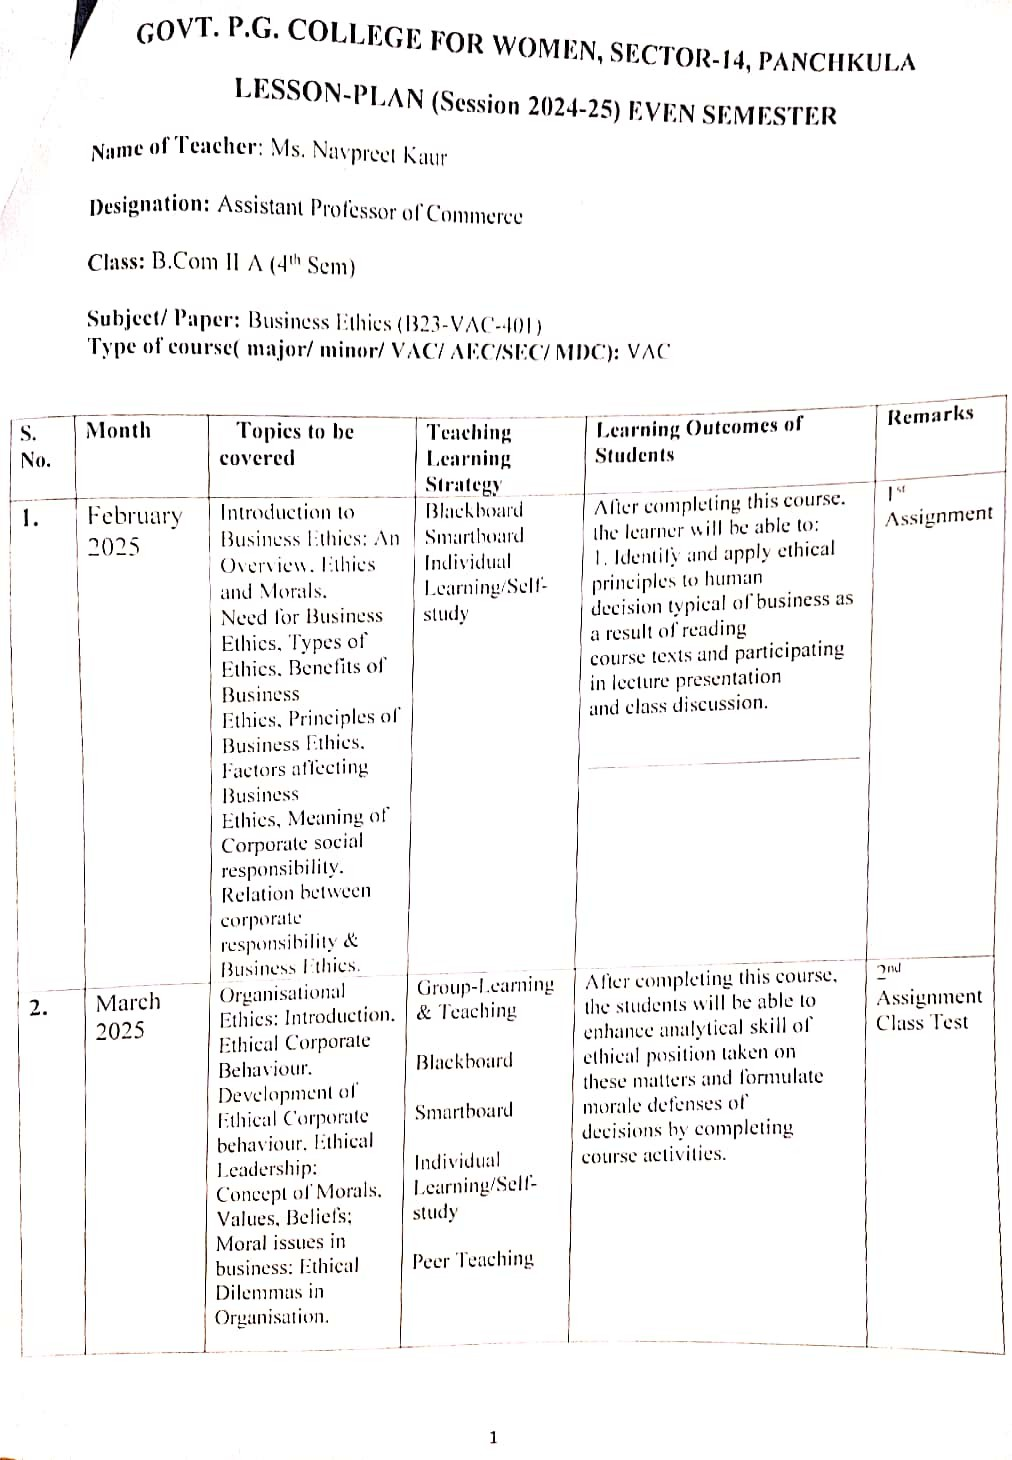 GOVT. P.G. COLLEGE FOR WOMEN, SECTOR-14, PANCHKULA
LESSON-PLAN (Session 2024-25) EVEN SEMESTER
Name of Teacher: Ms. Navpreet Kaur
Designation: Assistant Professor of Commerce
Class: B.Com II A (4th Sem)
Subject/ Paper: Business Ethics (B23-VAC-401)
Type of course( major/ minor/ VAC/ AEC/SEC/ MDC): VAC
S.
No.
Month
Topics to be
covered
Teaching
Learning
Strategy
Learning Outcomes of
Students
Remarks
1.
February
2025
Introduction to
Business Ethics: An
Overview. Ethics
and Morals.
Need for Business
Ethics, Types of
Ethics, Benefits of
Business
Ethics, Principles of
Business Ethics.
Factors affecting
Business
Ethics, Meaning of
Corporate social
responsibility.
Relation between
corporate
responsibility &
Business Ethics.
Blackboard
Smartboard
Individual
Learning/Self-
study
After completing this course.
the learner will be able to:
1. Identify and apply ethical
principles to human
decision typical of business as
a result of reading
course texts and participating
in lecture presentation
and class discussion.
1st
Assignment
2.
March
2025
Organisational
Ethics: Introduction.
Ethical Corporate
Behaviour.
Development of
Ethical Corporate
behaviour. Ethical
Leadership:
Concept of Morals.
Values, Beliefs;
Moral issues in
business: Ethical
Dilemmas in
Organisation.
Group-Learning
& Teaching
Blackboard
Smartboard
Individual
Learning/Self-
study
Peer Teaching
After completing this course,
the students will be able to
enhance analytical skill of
ethical position taken on
these matters and formulate
morale defenses of
decisions by completing
course activities.
2nd
Assignment
Class Test
1